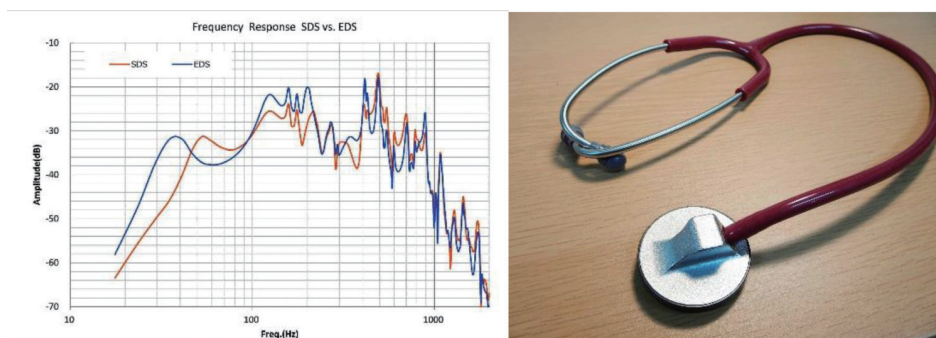 Frequency Response SDS vs. EDS
-10
SDS
EDS
-20
-30
-40
-50
-60
-70
Amplitude(dB)
10
100
1000
Freq.(Hz)